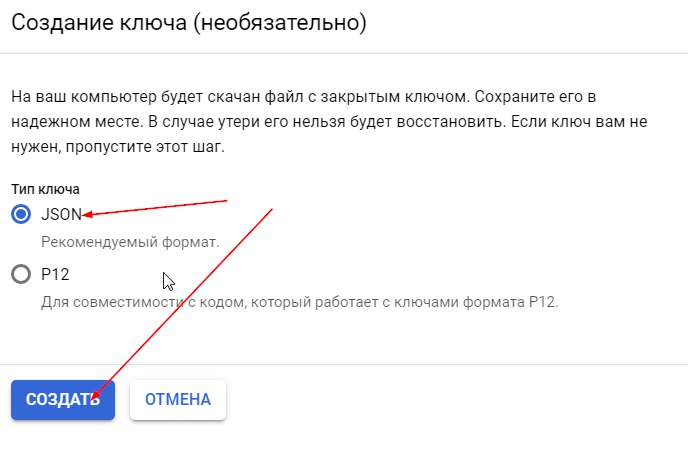 Создание ключа (необязательно)
На ваш компьютер будет скачан файл с закрытым ключом. Сохраните его в
надежном месте. В случае утери его нельзя будет восстановить. Если ключ вам не
нужен, пропустите этот шаг.
Тип ключа
JSON
Рекомендуемый формат.
P12
Для совместимости с кодом, который работает с ключами формата P12.
СОЗДАТЬ
ОТМЕНА